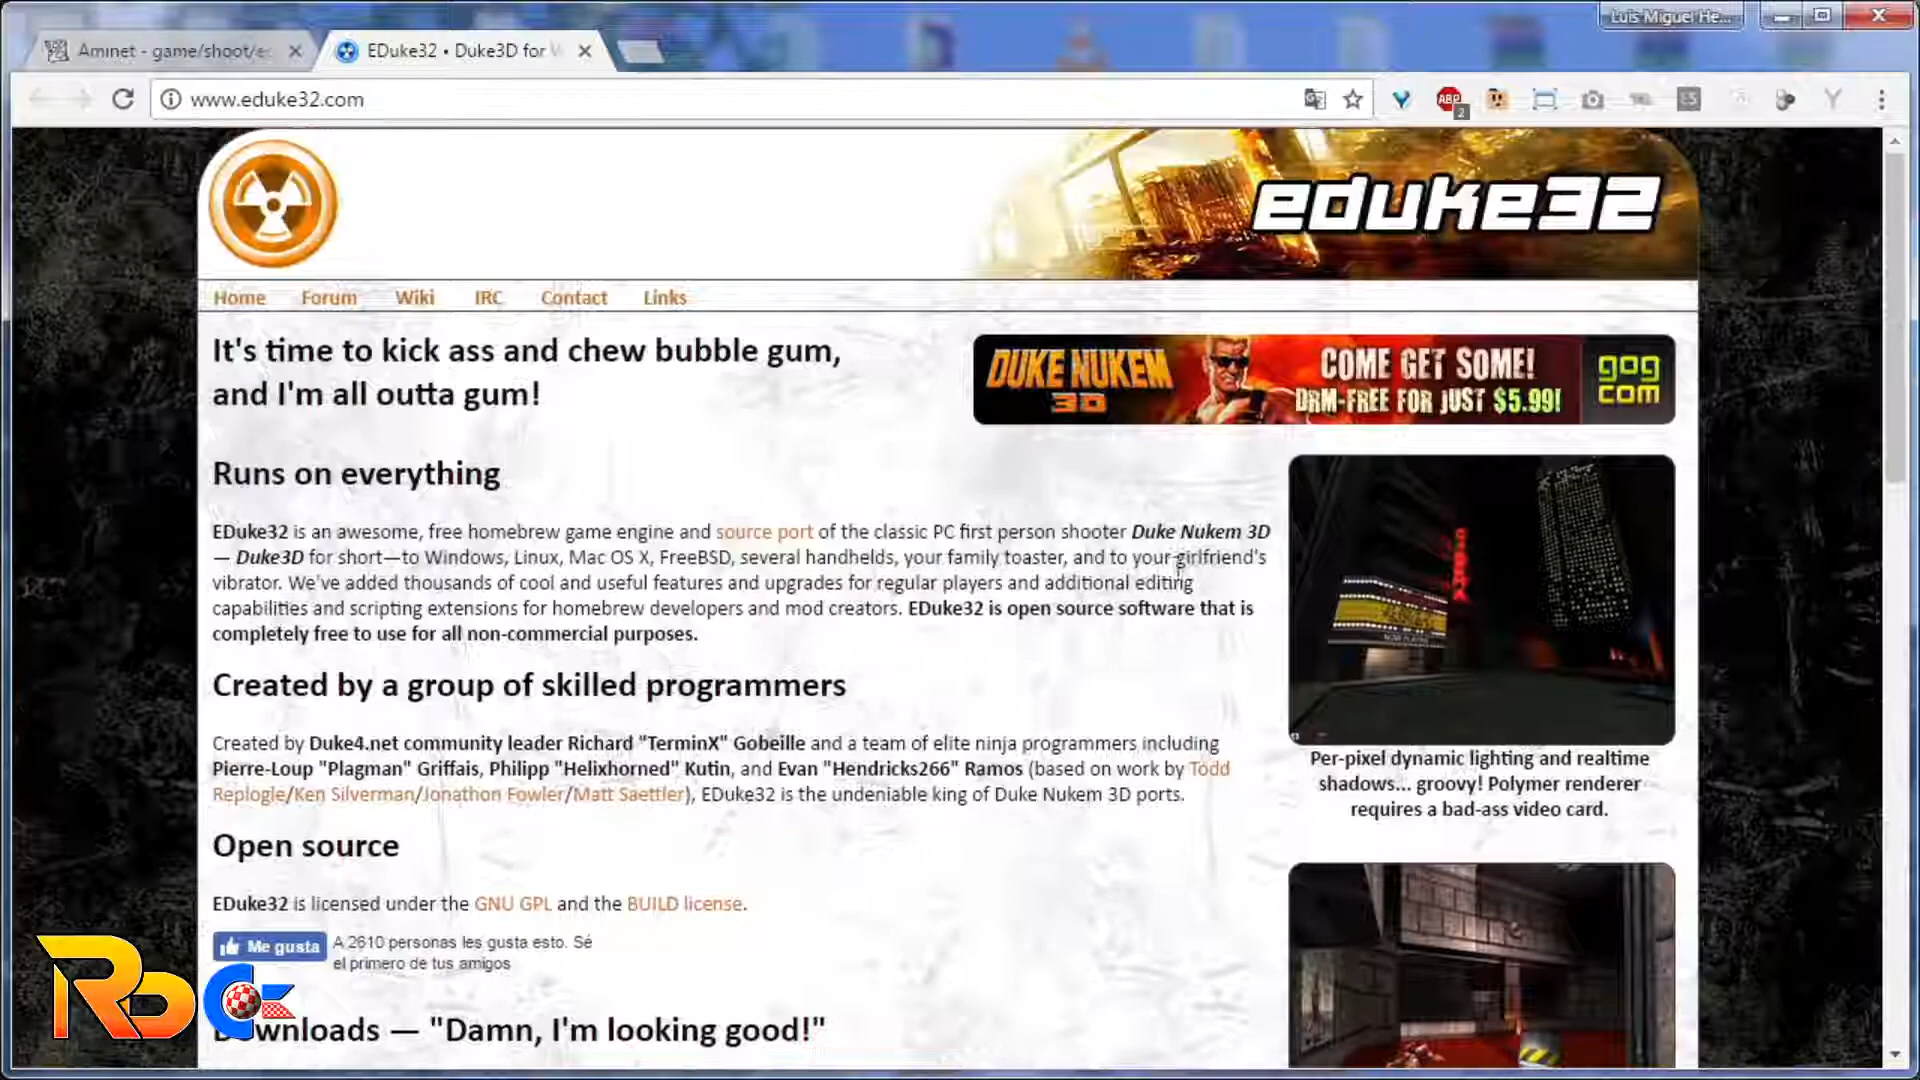 Luis Miguel He...
Aminet - game/shoot/e
EDuke32 • Duke3D for W
www.eduke32.com
ABP
2
ES
eduke32
Home Forum Wiki IRC Contact Links
It's time to kick ass and chew bubble gum,
and I'm all outta gum!
DUKE NUKEM
3D
COME GET SOME!
DRM-FREE FOR JUST $5.99!
gog
com
Runs on everything
EDuke32 is an awesome, free homebrew game engine and source port of the classic PC first person shooter Duke Nukem 3D
— Duke3D for short—to Windows, Linux, Mac OS X, FreeBSD, several handhelds, your family toaster, and to your girlfriend's
vibrator. We've added thousands of cool and useful features and upgrades for regular players and additional editing
capabilities and scripting extensions for homebrew developers and mod creators. EDuke32 is open source software that is
completely free to use for all non-commercial purposes.
Created by a group of skilled programmers
Created by Duke4.net community leader Richard "TerminX" Gobeille and a team of elite ninja programmers including
Pierre-Loup "Plagman" Griffais, Philipp "Helixhorned" Kutin, and Evan "Hendricks266" Ramos (based on work by Todd
Replogle/Ken Silverman/Jonathon Fowler/Matt Saettler), EDuke32 is the undeniable king of Duke Nukem 3D ports.
Per-pixel dynamic lighting and realtime
shadows... groovy! Polymer renderer
requires a bad-ass video card.
Open source
EDuke32 is licensed under the GNU GPL and the BUILD license.
Me gusta
A 2610 personas les gusta esto. Sé
el primero de tus amigos
Downloads — "Damn, I'm looking good!"